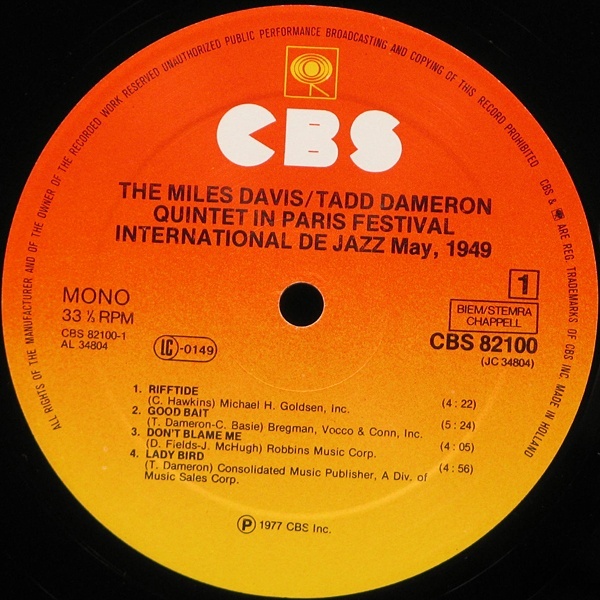 ALL RIGHTS OF THE MANUFACTURER AND OF THE OWNER OF THE RECORDED WORK RESERVED UNAUTHORIZED PUBLIC PERFORMANCE BROADCASTING AND COPYING OF THIS RECORD PROHIBITED
CBS & ARE REG. TRADEMARKS OF CBS INC. MADE IN HOLLAND
CBS
THE MILES DAVIS/TADD DAMERON
QUINTET IN PARIS FESTIVAL
INTERNATIONAL DE JAZZ May, 1949
1
MONO
33 ⅓ RPM
CBS 82100-1
AL 34804
LC -0149
BIEM/STEMRA
CHAPPELL
CBS 82100
(JC 34804)
1. RIFFTIDE
(C. Hawkins) Michael H. Goldsen, Inc. (4 : 22)
2. GOOD BAIT
(T. Dameron-C. Basie) Bregman, Vocco & Conn, Inc. (5 : 24)
3. DON'T BLAME ME
(D. Fields-J. McHugh) Robbins Music Corp. (4 : 05)
4. LADY BIRD
(T. Dameron) Consolidated Music Publisher, A Div. of (4 : 56)
Music Sales Corp.
Ⓟ 1977 CBS Inc.